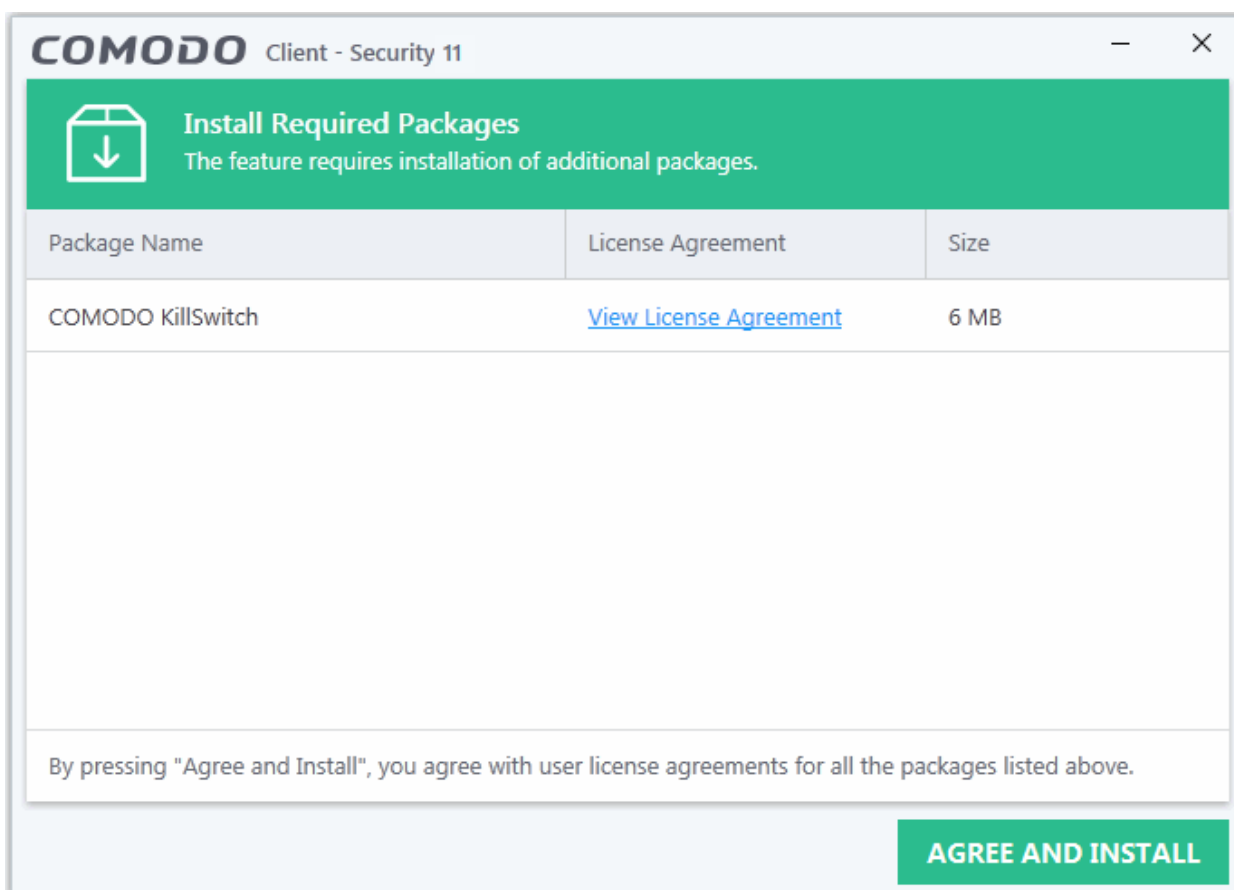 COMODO Client - Security 11
Install Required Packages
The feature requires installation of additional packages.
Package Name License Agreement Size
COMODO KillSwitch View License Agreement 6 MB
By pressing "Agree and Install", you agree with user license agreements for all the packages listed above.
AGREE AND INSTALL